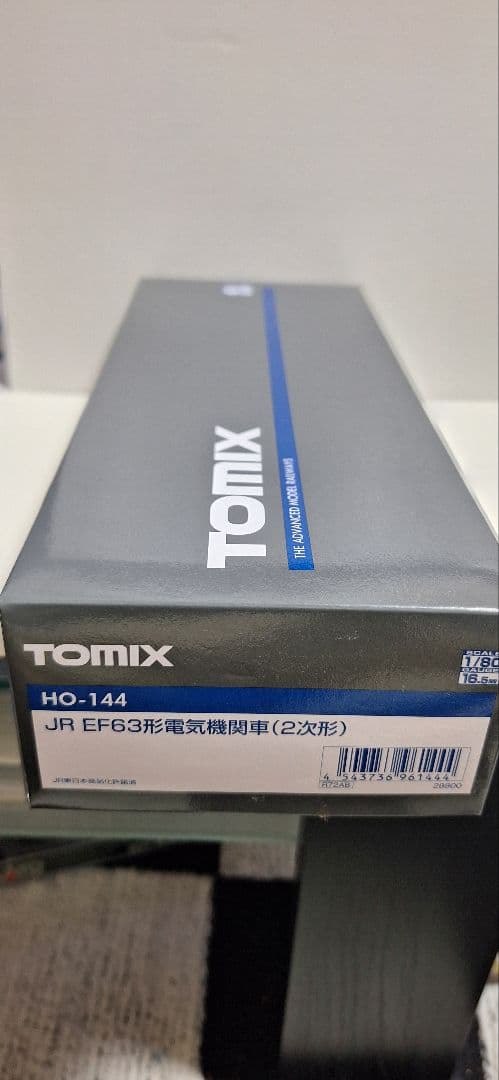 TOMIX
THE ADVANCED MODEL RAILWAYS
TOMIX
SCALE
1/80
GAUGE
16.5mm
HO-144
JR EF63形電気機関車(2次形)
JR東日本商品化許諾済
4 543736 961444
R72AB
28800